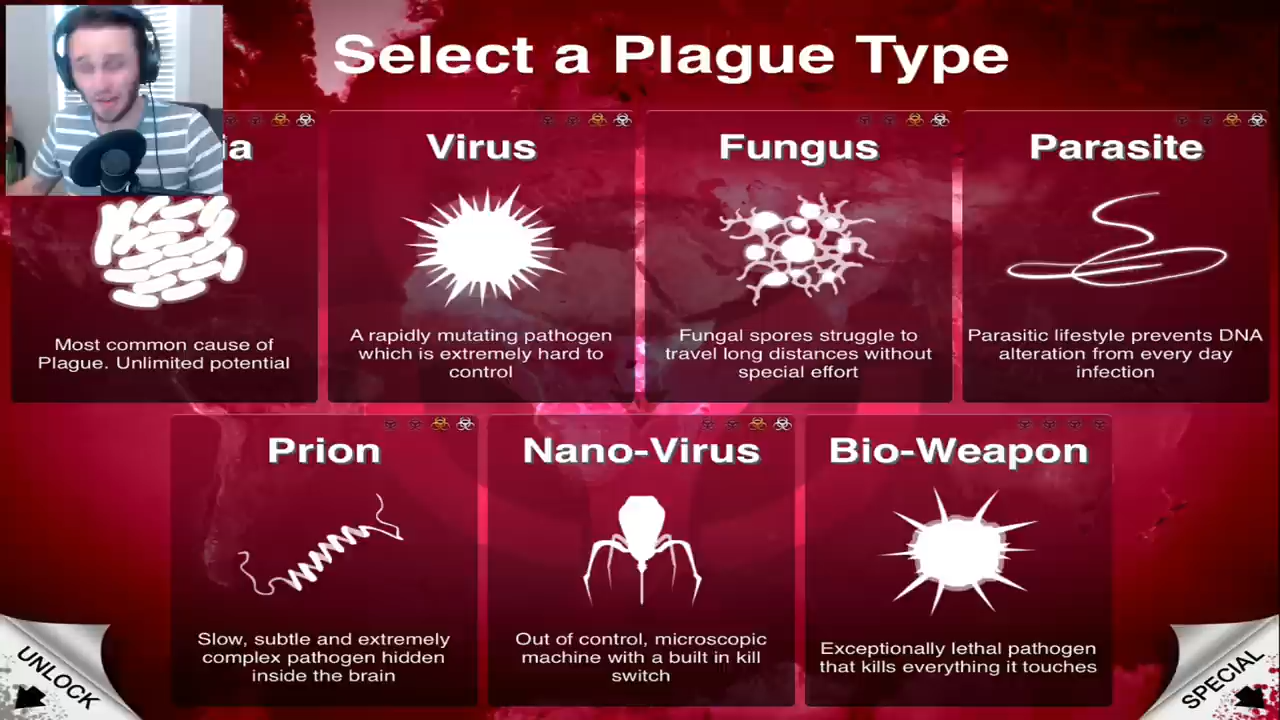 Select a Plague Type
ia
Virus
Fungus
Parasite
Most common cause of
Plague. Unlimited potential
A rapidly mutating pathogen
which is extremely hard to
control
Fungal spores struggle to
travel long distances without
special effort
Parasitic lifestyle prevents DNA
alteration from every day
infection
Prion
Nano-Virus
Bio-Weapon
Slow, subtle and extremely
complex pathogen hidden
inside the brain
Out of control, microscopic
machine with a built in kill
switch
Exceptionally lethal pathogen
that kills everything it touches
UNLOCK
SPECIAL